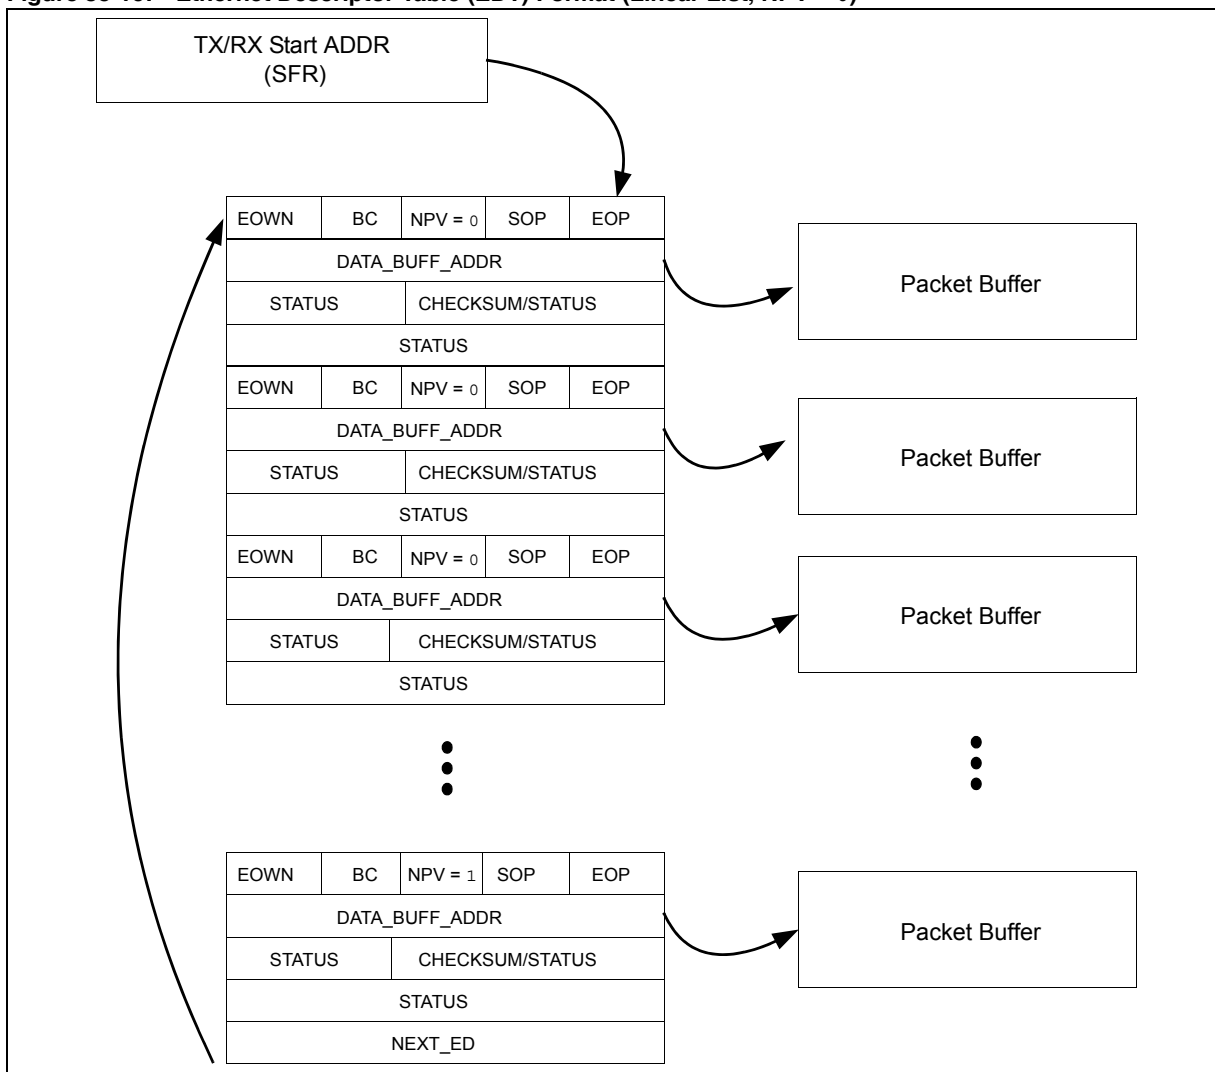 TX/RX Start ADDR
(SFR)
EOWN BC NPV = 0 SOP EOP
DATA_BUFF_ADDR
STATUS CHECKSUM/STATUS
STATUS
Packet Buffer
EOWN BC NPV = 0 SOP EOP
DATA_BUFF_ADDR
STATUS CHECKSUM/STATUS
STATUS
Packet Buffer
EOWN BC NPV = 0 SOP EOP
DATA_BUFF_ADDR
STATUS CHECKSUM/STATUS
STATUS
Packet Buffer
EOWN BC NPV = 1 SOP EOP
DATA_BUFF_ADDR
STATUS CHECKSUM/STATUS
STATUS
NEXT_ED
Packet Buffer